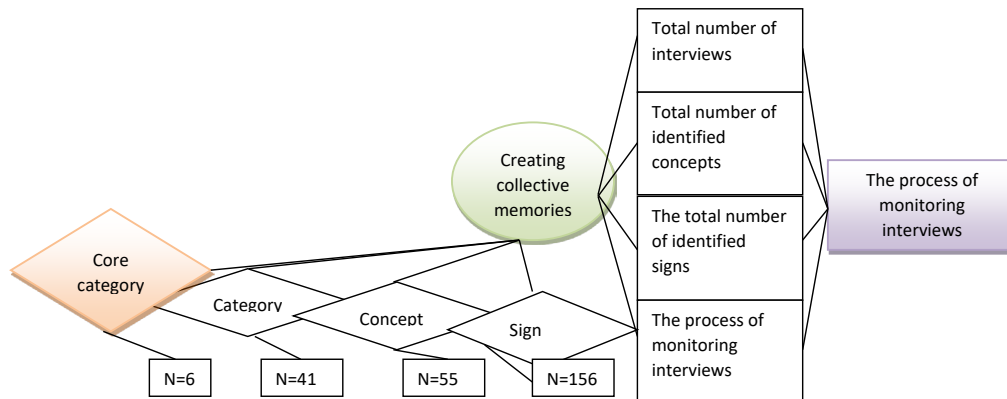 Total number of
interviews
Total number of
identified
concepts
The total number
of identified
signs
The process of
monitoring
interviews
The process of
monitoring
interviews
Creating
collective
memories
Core
category
Category
Concept
Sign
N=6
N=41
N=55
N=156